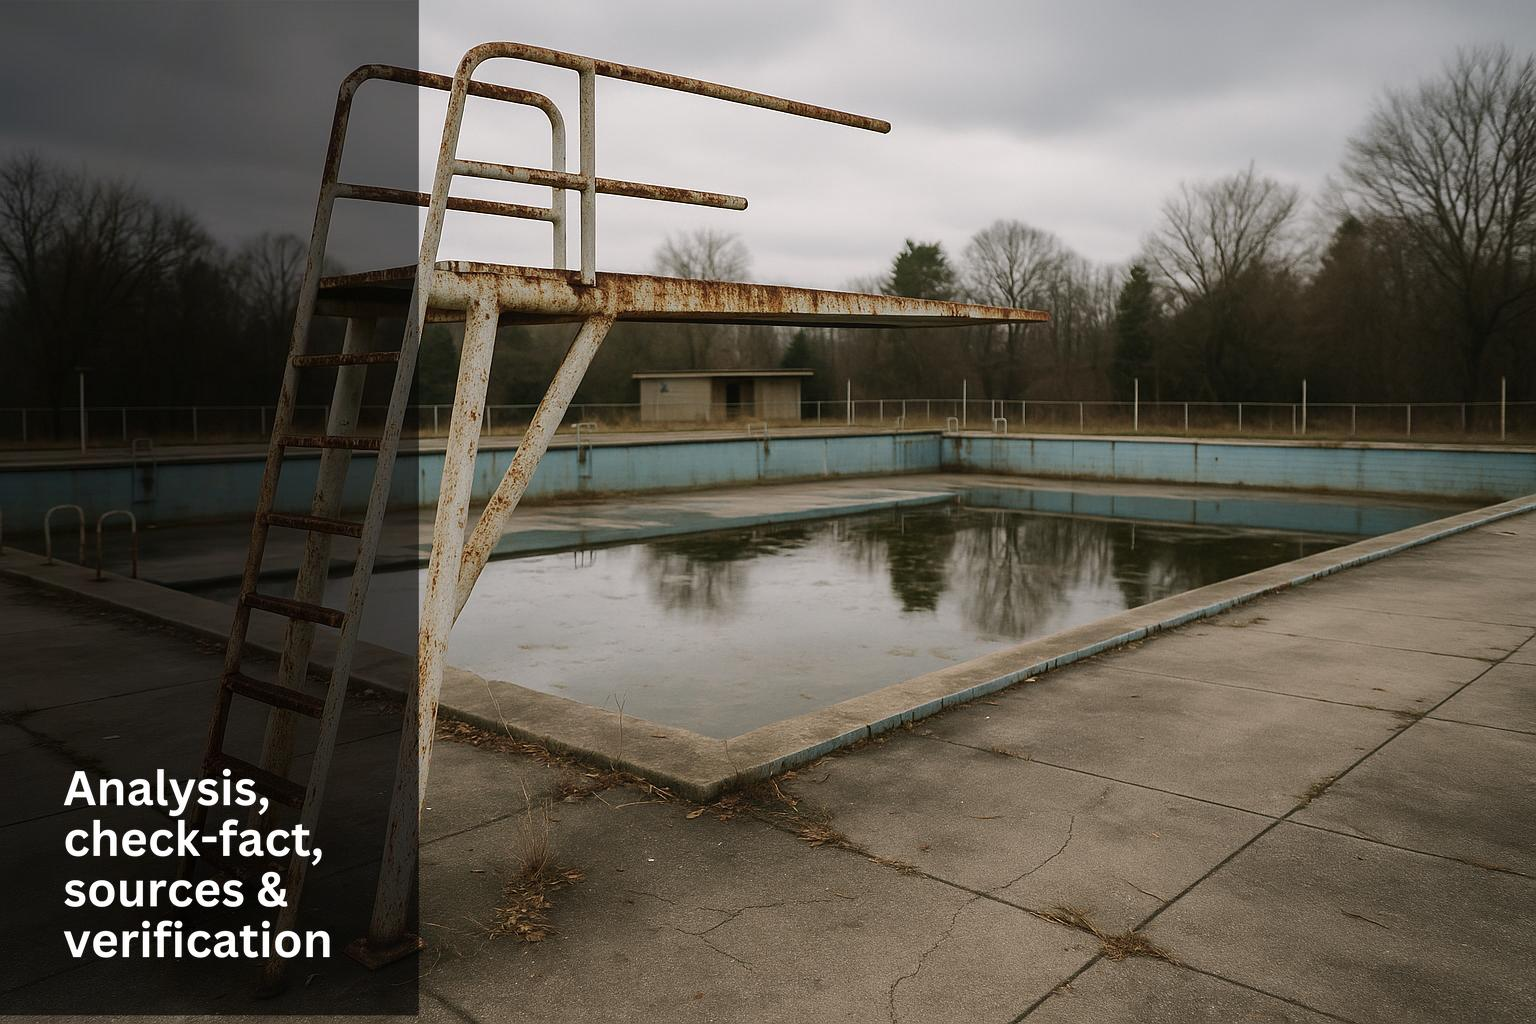 Analysis,
check-fact,
sources &
verification